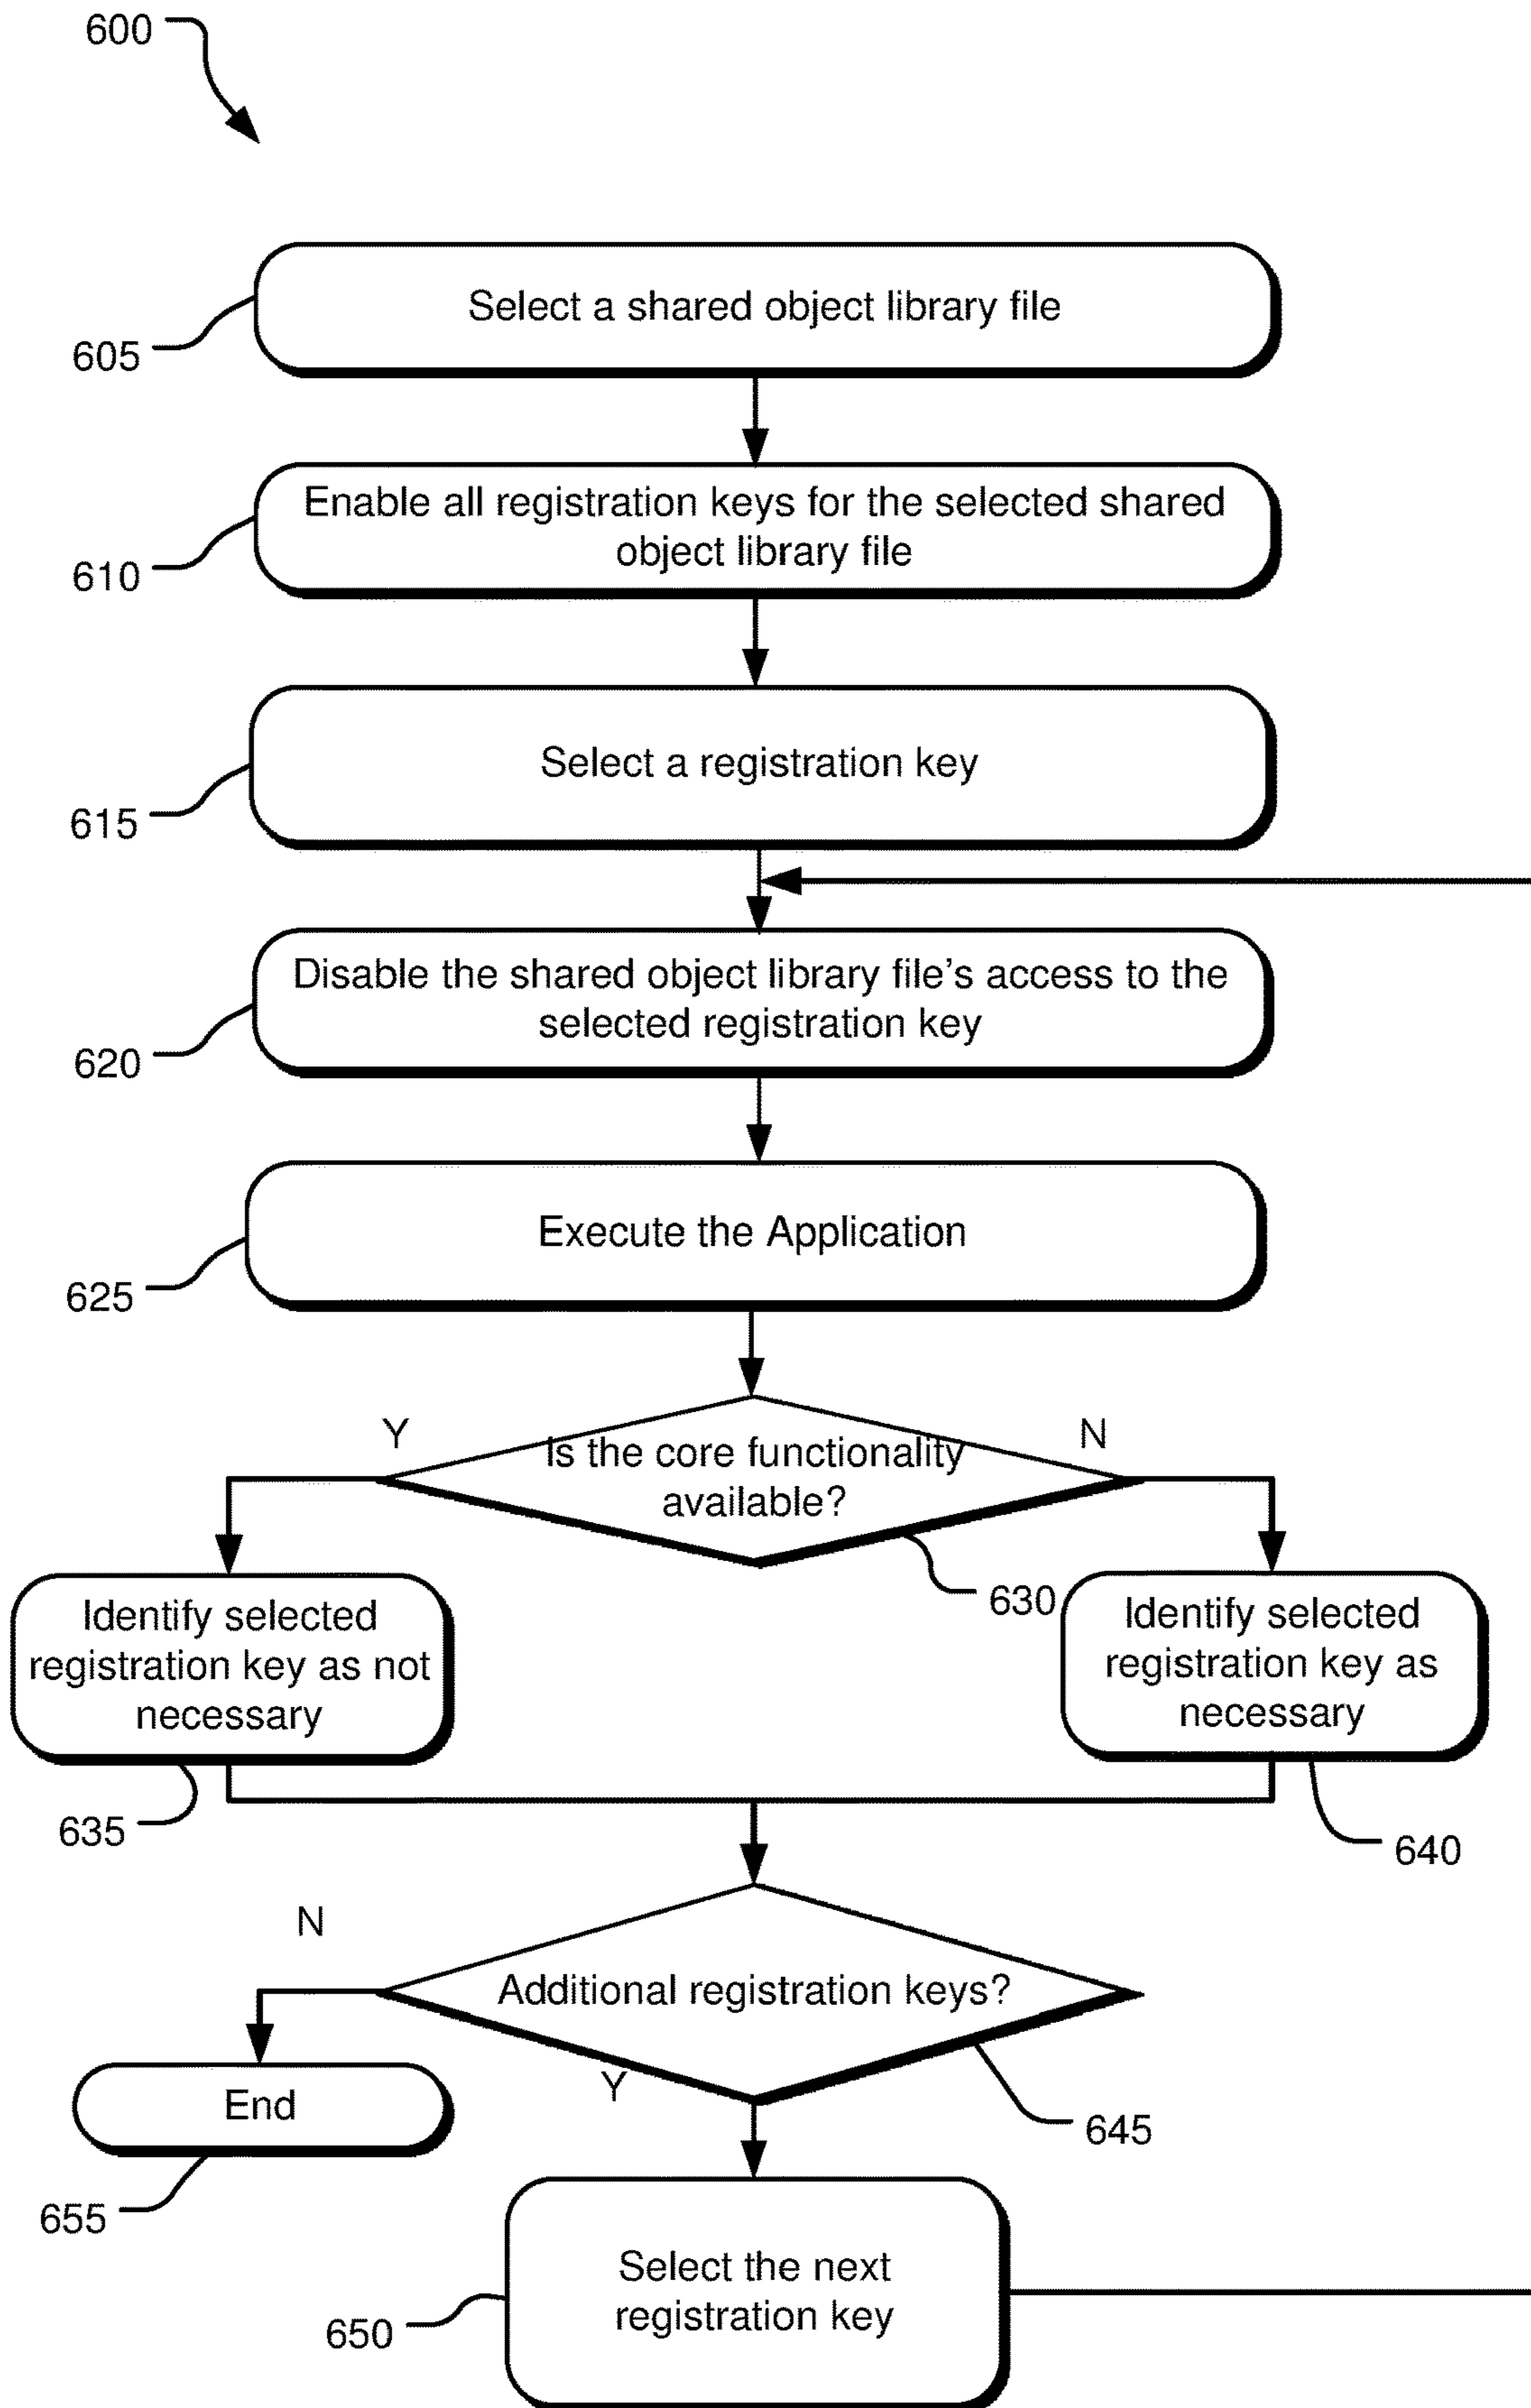 600
Select a shared object library file
605
Enable all registration keys for the selected shared
object library file
610
Select a registration key
615
Disable the shared object library file's access to the
selected registration key
620
Execute the Application
625
Y
N
Is the core functionality
available?
630
Identify selected
registration key as not
necessary
Identify selected
registration key as
necessary
635
640
N
Additional registration keys?
Y
End
645
655
Select the next
registration key
650